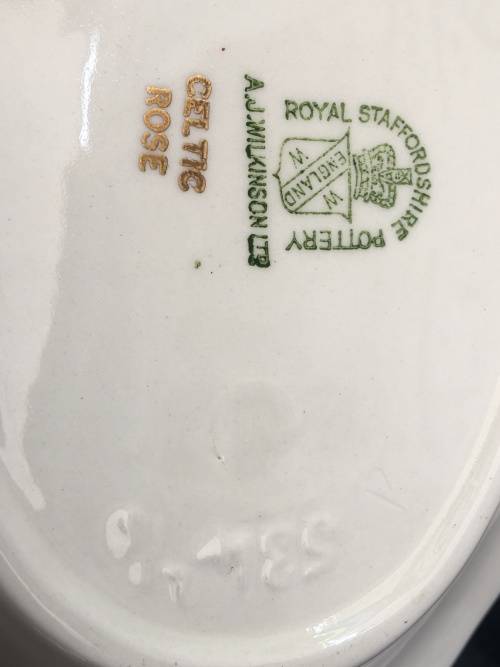 ROYAL STAFFORDSHIRE
POTTERY
W
ENGLAND
W
A.J.WILKINSON LTD
CELTIC
ROSE